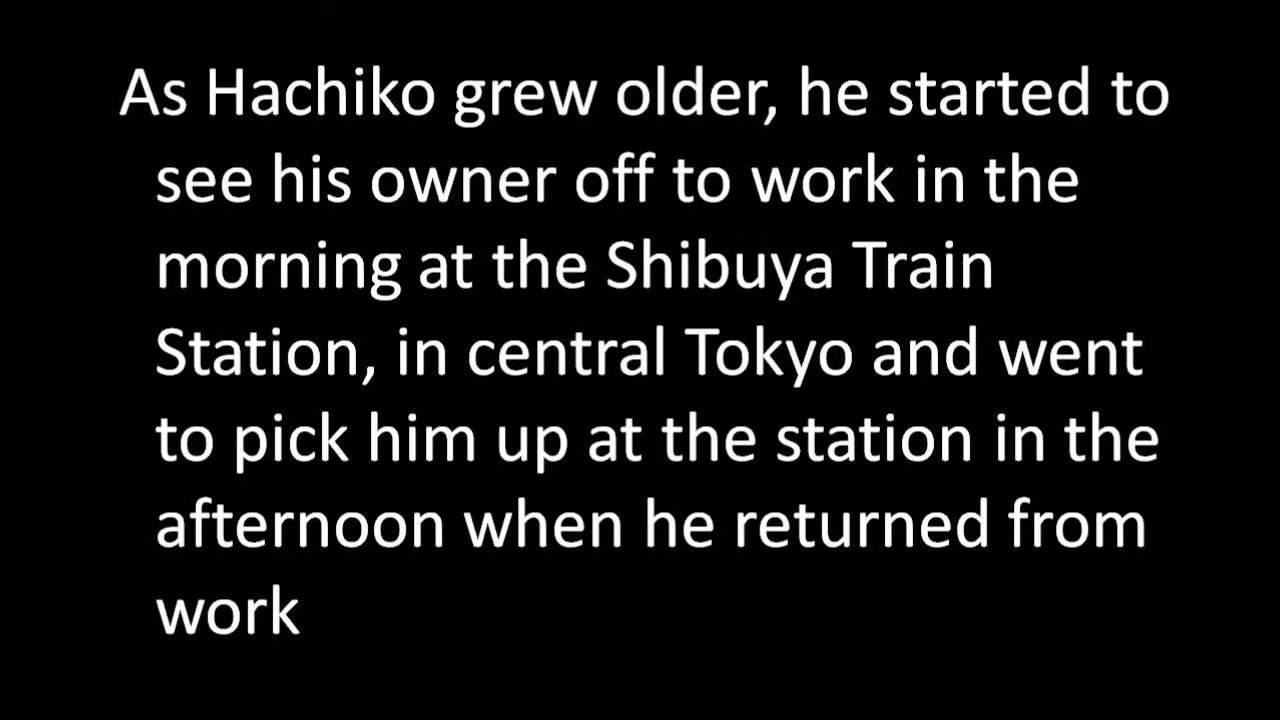 As Hachiko grew older, he started to
see his owner off to work in the
morning at the Shibuya Train
Station, in central Tokyo and went
to pick him up at the station in the
afternoon when he returned from
work